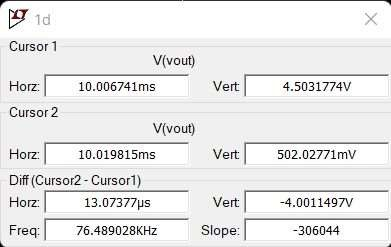 1d
Cursor 1
V(vout)
Horz: 10.006741ms Vert: 4.5031774V
Cursor 2
V(vout)
Horz: 10.019815ms Vert: 502.02771mV
Diff (Cursor2 - Cursor1)
Horz: 13.07377µs Vert: -4.0011497V
Freq: 76.489028KHz Slope: -306044